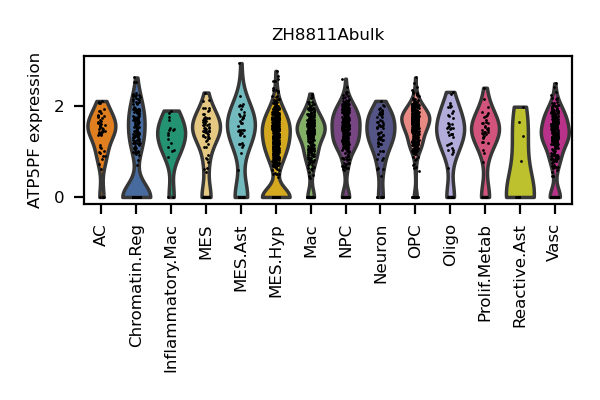 ZH8811Abulk
ATP5PF expression
2
0
AC
Chromatin.Reg
Inflammatory.Mac
MES
MES.Ast
MES.Hyp
Mac
NPC
Neuron
OPC
Oligo
Prolif.Metab
Reactive.Ast
Vasc